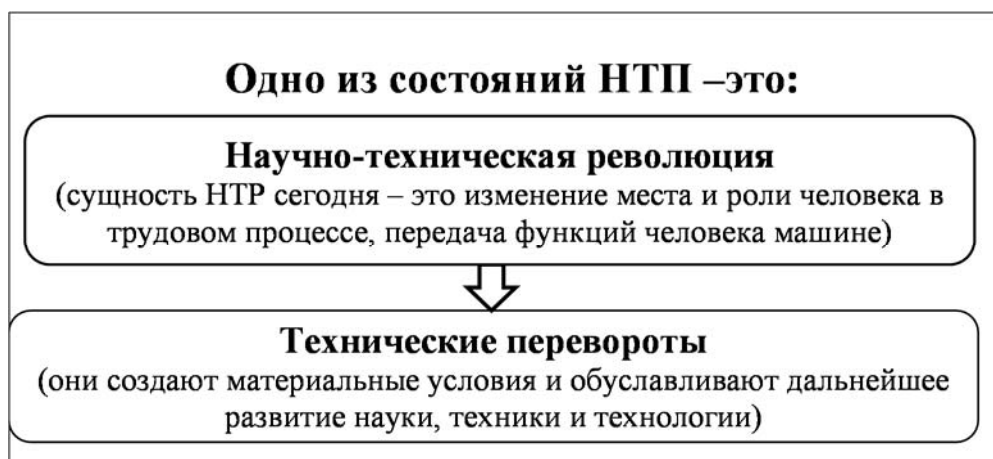 Одно из состояний НТП –это:
Научно-техническая революция
(сущность НТР сегодня – это изменение места и роли человека в
трудовом процессе, передача функций человека машине)
Технические перевороты
(они создают материальные условия и обуславливают дальнейшее
развитие науки, техники и технологии)